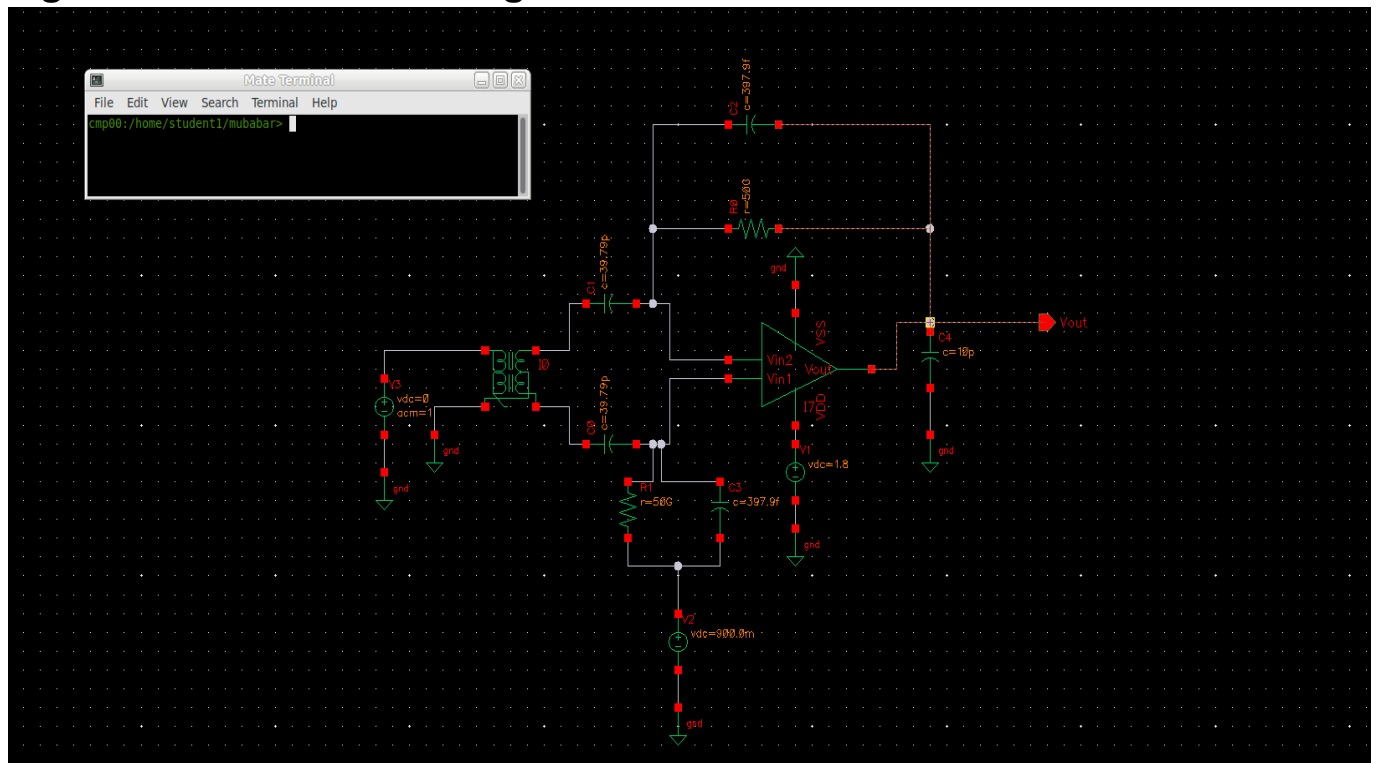 Mate Terminal
File Edit View Search Terminal Help
cmp00:/home/student1/mubabar>
C2
c=397.9f
R0
r=50G
C1
c=39.79p
gnd
VSS
Vin2
Vin1
Vout
I7
VDD
Vout
C4
c=10p
gnd
I0
V3
vdc=0
acm=1
gnd
gnd
C0
c=39.79p
V1
vdc=1.8
gnd
R1
r=50G
C3
c=397.9f
V2
vdc=900.0m
gnd